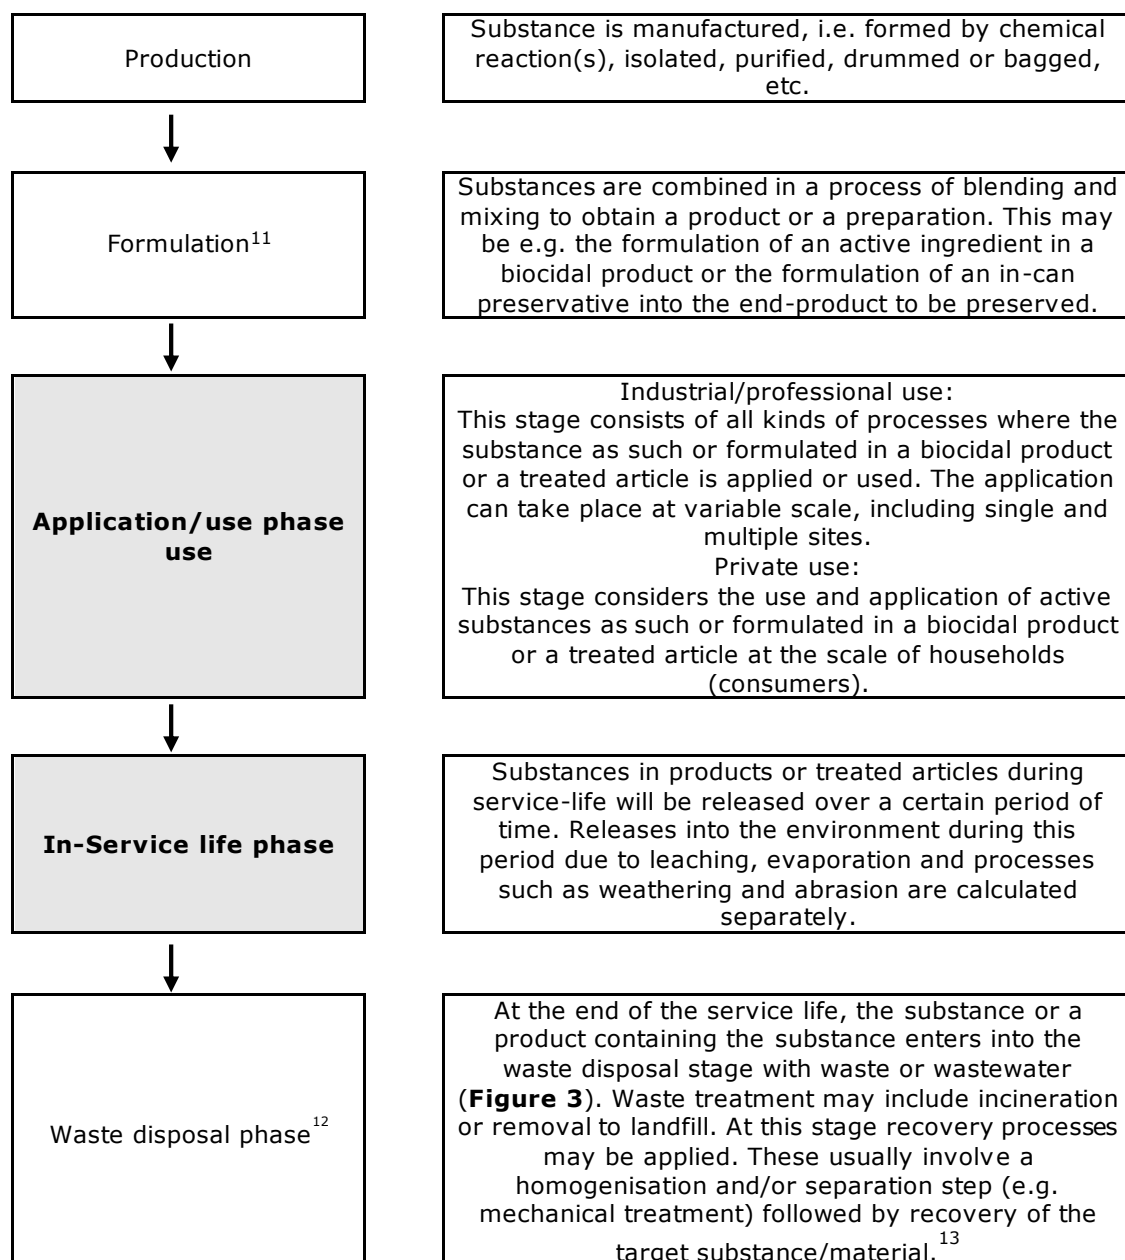 Production
Substance is manufactured, i.e. formed by chemical
reaction(s), isolated, purified, drummed or bagged,
etc.
Formulation11
Substances are combined in a process of blending and
mixing to obtain a product or a preparation. This may
be e.g. the formulation of an active ingredient in a
biocidal product or the formulation of an in-can
preservative into the end-product to be preserved.
Application/use phase
use
Industrial/professional use:
This stage consists of all kinds of processes where the
substance as such or formulated in a biocidal product
or a treated article is applied or used. The application
can take place at variable scale, including single and
multiple sites.
Private use:
This stage considers the use and application of active
substances as such or formulated in a biocidal product
or a treated article at the scale of households
(consumers).
In-Service life phase
Substances in products or treated articles during
service-life will be released over a certain period of
time. Releases into the environment during this
period due to leaching, evaporation and processes
such as weathering and abrasion are calculated
separately.
Waste disposal phase12
At the end of the service life, the substance or a
product containing the substance enters into the
waste disposal stage with waste or wastewater
(Figure 3). Waste treatment may include incineration
or removal to landfill. At this stage recovery processes
may be applied. These usually involve a
homogenisation and/or separation step (e.g.
mechanical treatment) followed by recovery of the
target substance/material.13